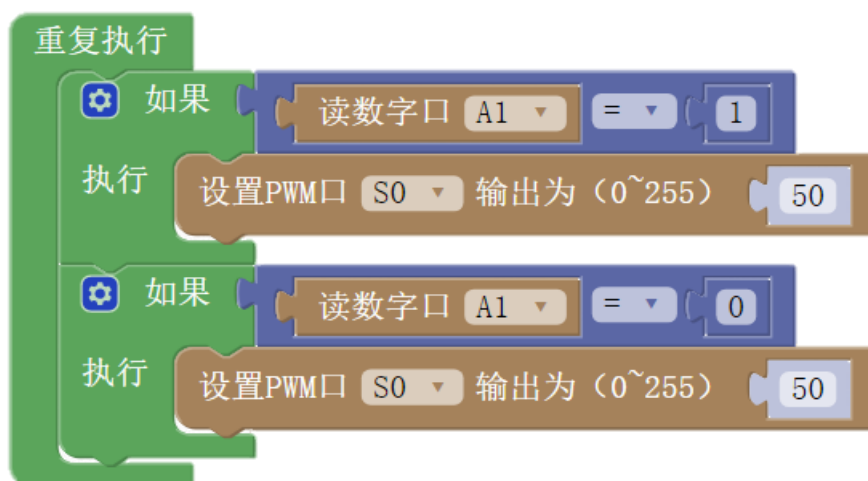 重复执行
如果 读数字口 A1 = 1
执行 设置PWM口 S0 输出为（0~255） 50
如果 读数字口 A1 = 0
执行 设置PWM口 S0 输出为（0~255） 50